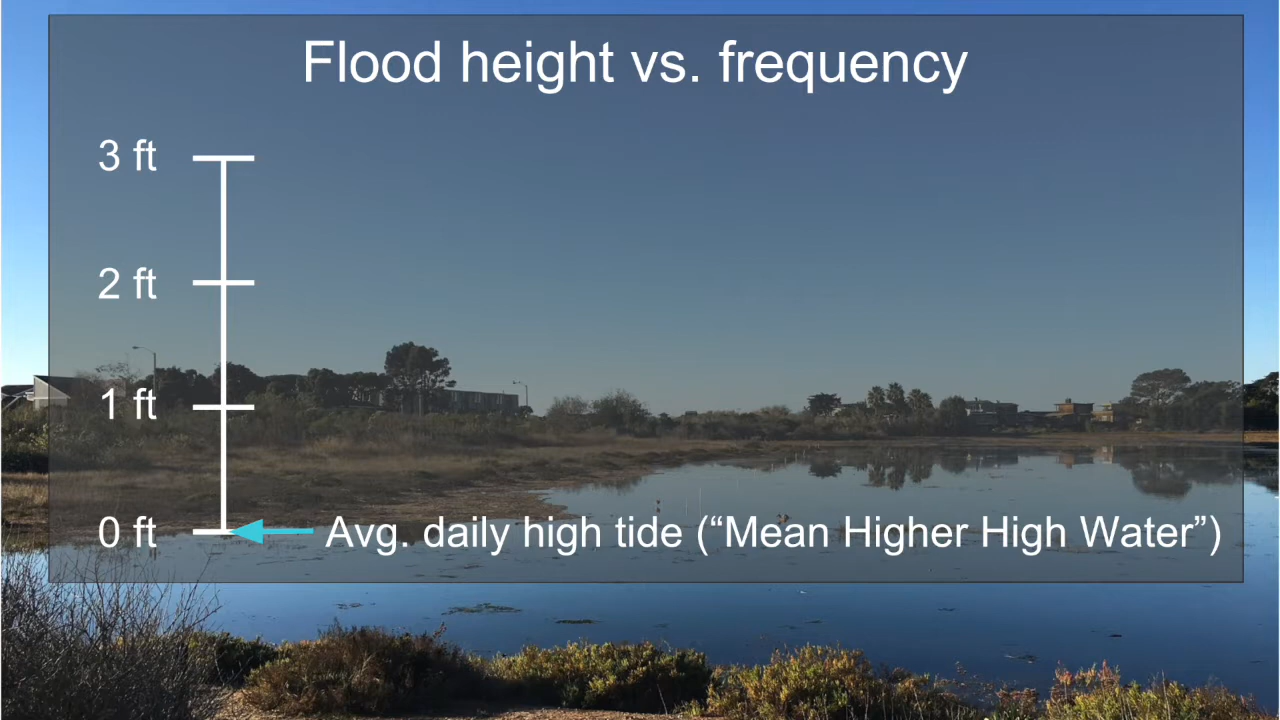 Flood height vs. frequency
3 ft
2 ft
1 ft
0 ft
Avg. daily high tide (“Mean Higher High Water”)